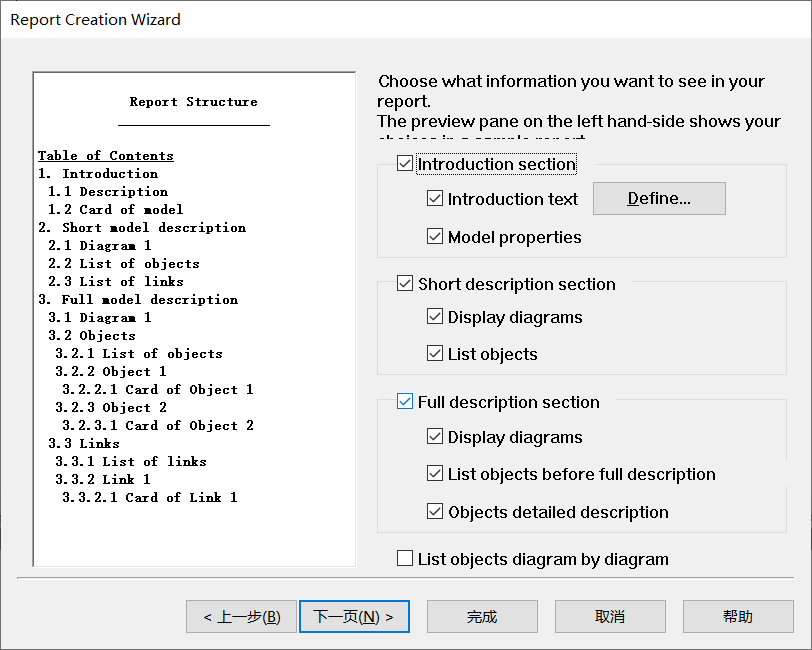 Report Creation Wizard
Report Structure
Table of Contents
1. Introduction
1.1 Description
1.2 Card of model
2. Short model description
2.1 Diagram 1
2.2 List of objects
2.3 List of links
3. Full model description
3.1 Diagram 1
3.2 Objects
3.2.1 List of objects
3.2.2 Object 1
3.2.2.1 Card of Object 1
3.2.3 Object 2
3.2.3.1 Card of Object 2
3.3 Links
3.3.1 List of links
3.3.2 Link 1
3.3.2.1 Card of Link 1
Choose what information you want to see in your
report.
The preview pane on the left hand-side shows your
choices in a sample report.
Introduction section
Introduction text
Define...
Model properties
Short description section
Display diagrams
List objects
Full description section
Display diagrams
List objects before full description
Objects detailed description
List objects diagram by diagram
< 上一步(B)
下一页(N) >
完成
取消
帮助